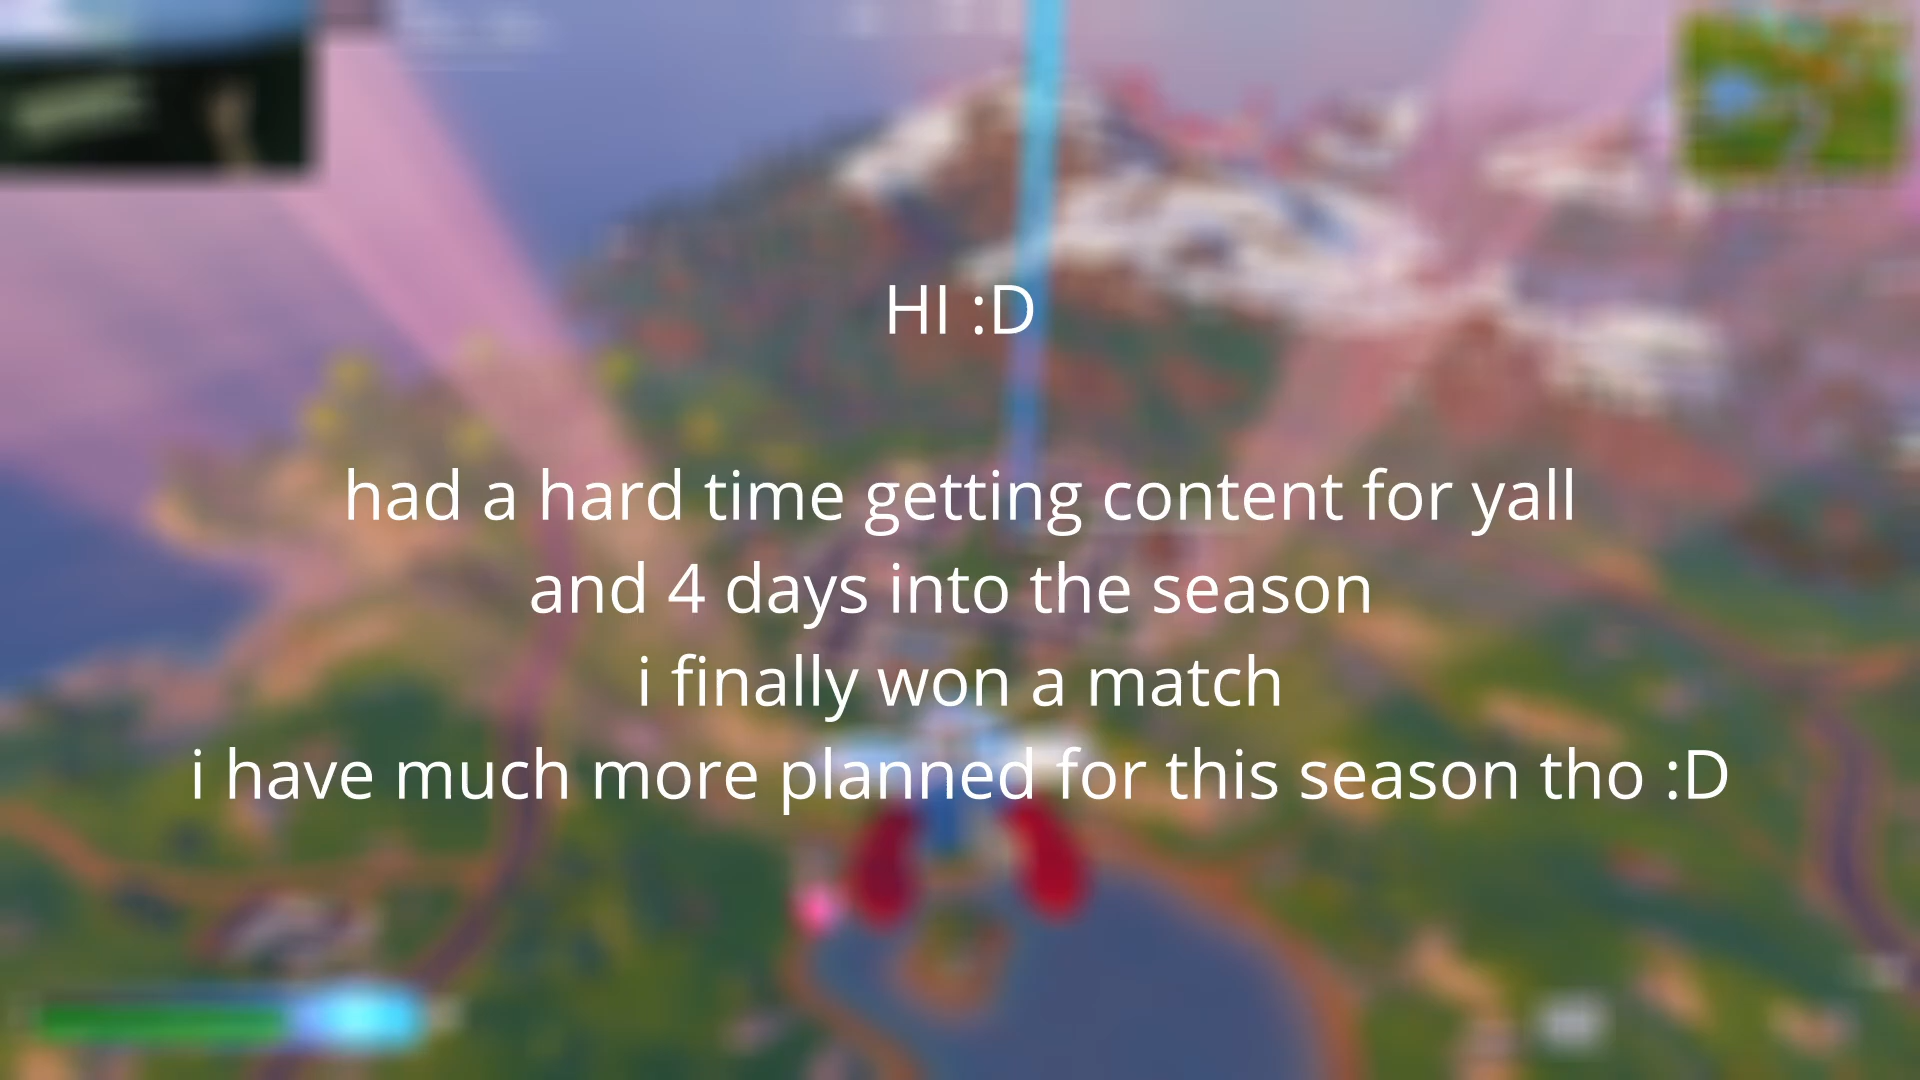 HI :D
had a hard time getting content for yall
and 4 days into the season
i finally won a match
i have much more planned for this season tho :D